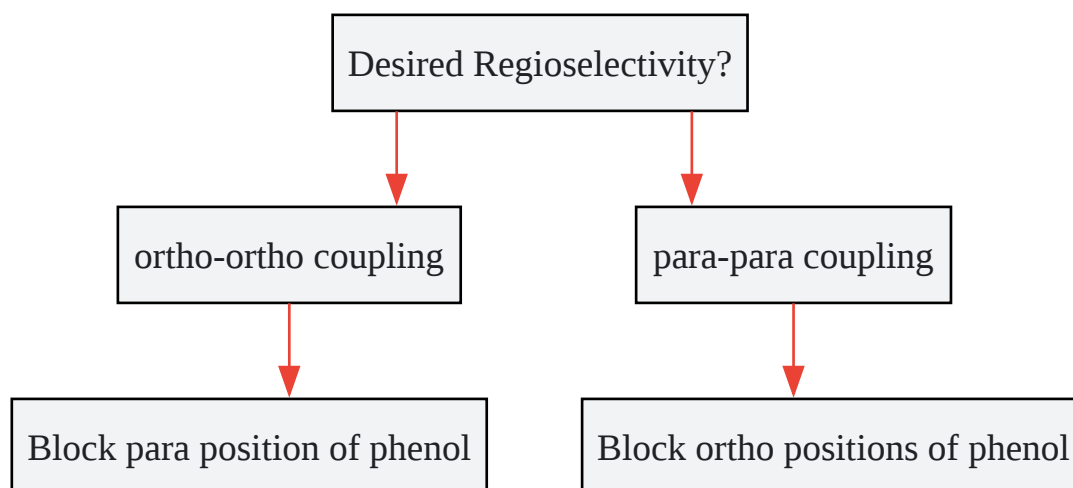 Desired Regioselectivity?
ortho-ortho coupling
para-para coupling
Block para position of phenol
Block ortho positions of phenol